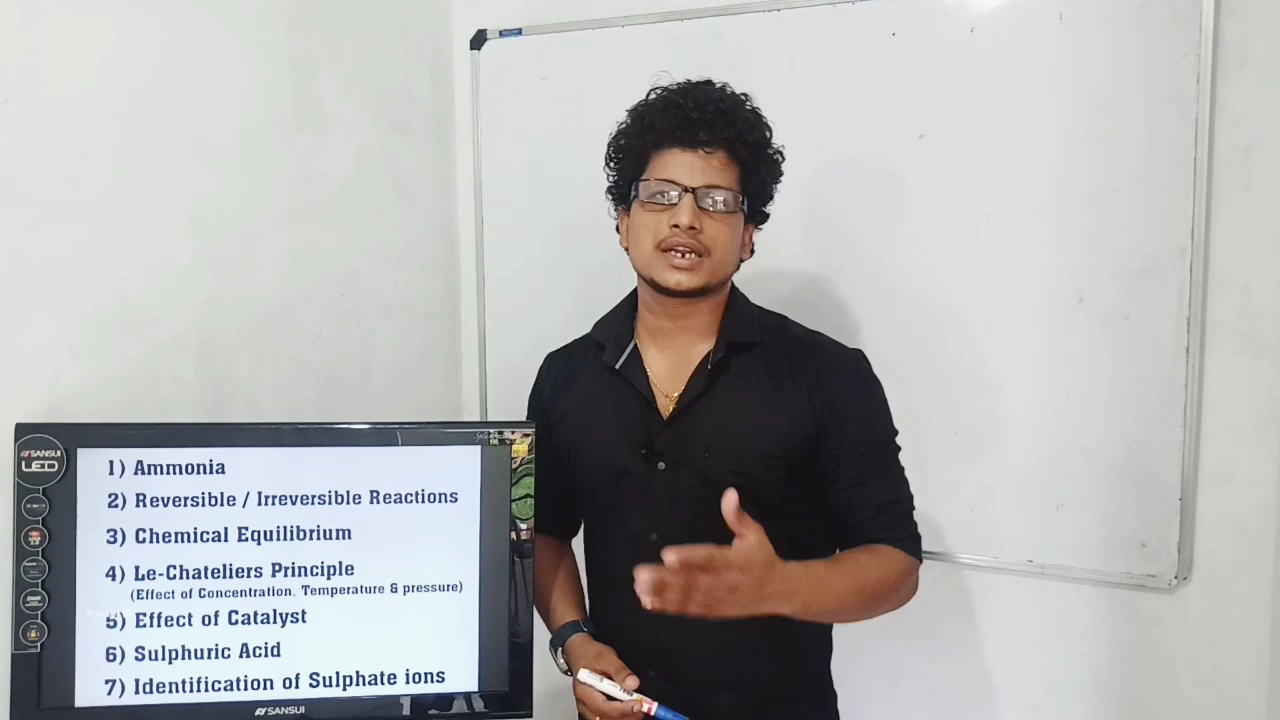 SANSUI
LED
1) Ammonia
2) Reversible / Irreversible Reactions
3) Chemical Equilibrium
4) Le-Chateliers Principle
(Effect of Concentration, Temperature & pressure)
5) Effect of Catalyst
6) Sulphuric Acid
7) Identification of Sulphate ions
SANSUI